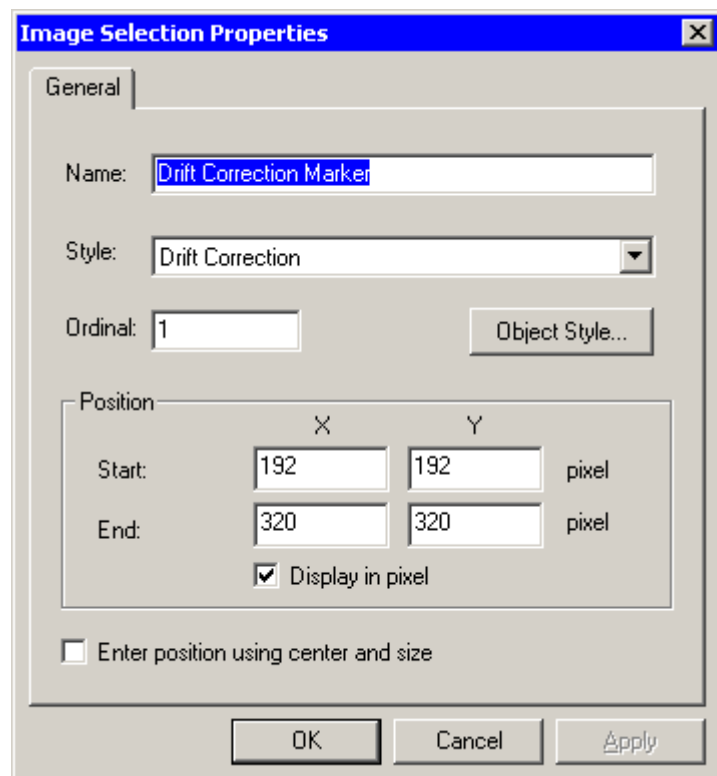 Image Selection Properties
General
Name: Drift Correction Marker
Style: Drift Correction
Ordinal: 1 Object Style...
Position
X Y
Start: 192 192 pixel
End: 320 320 pixel
Display in pixel
Enter position using center and size
OK Cancel Apply